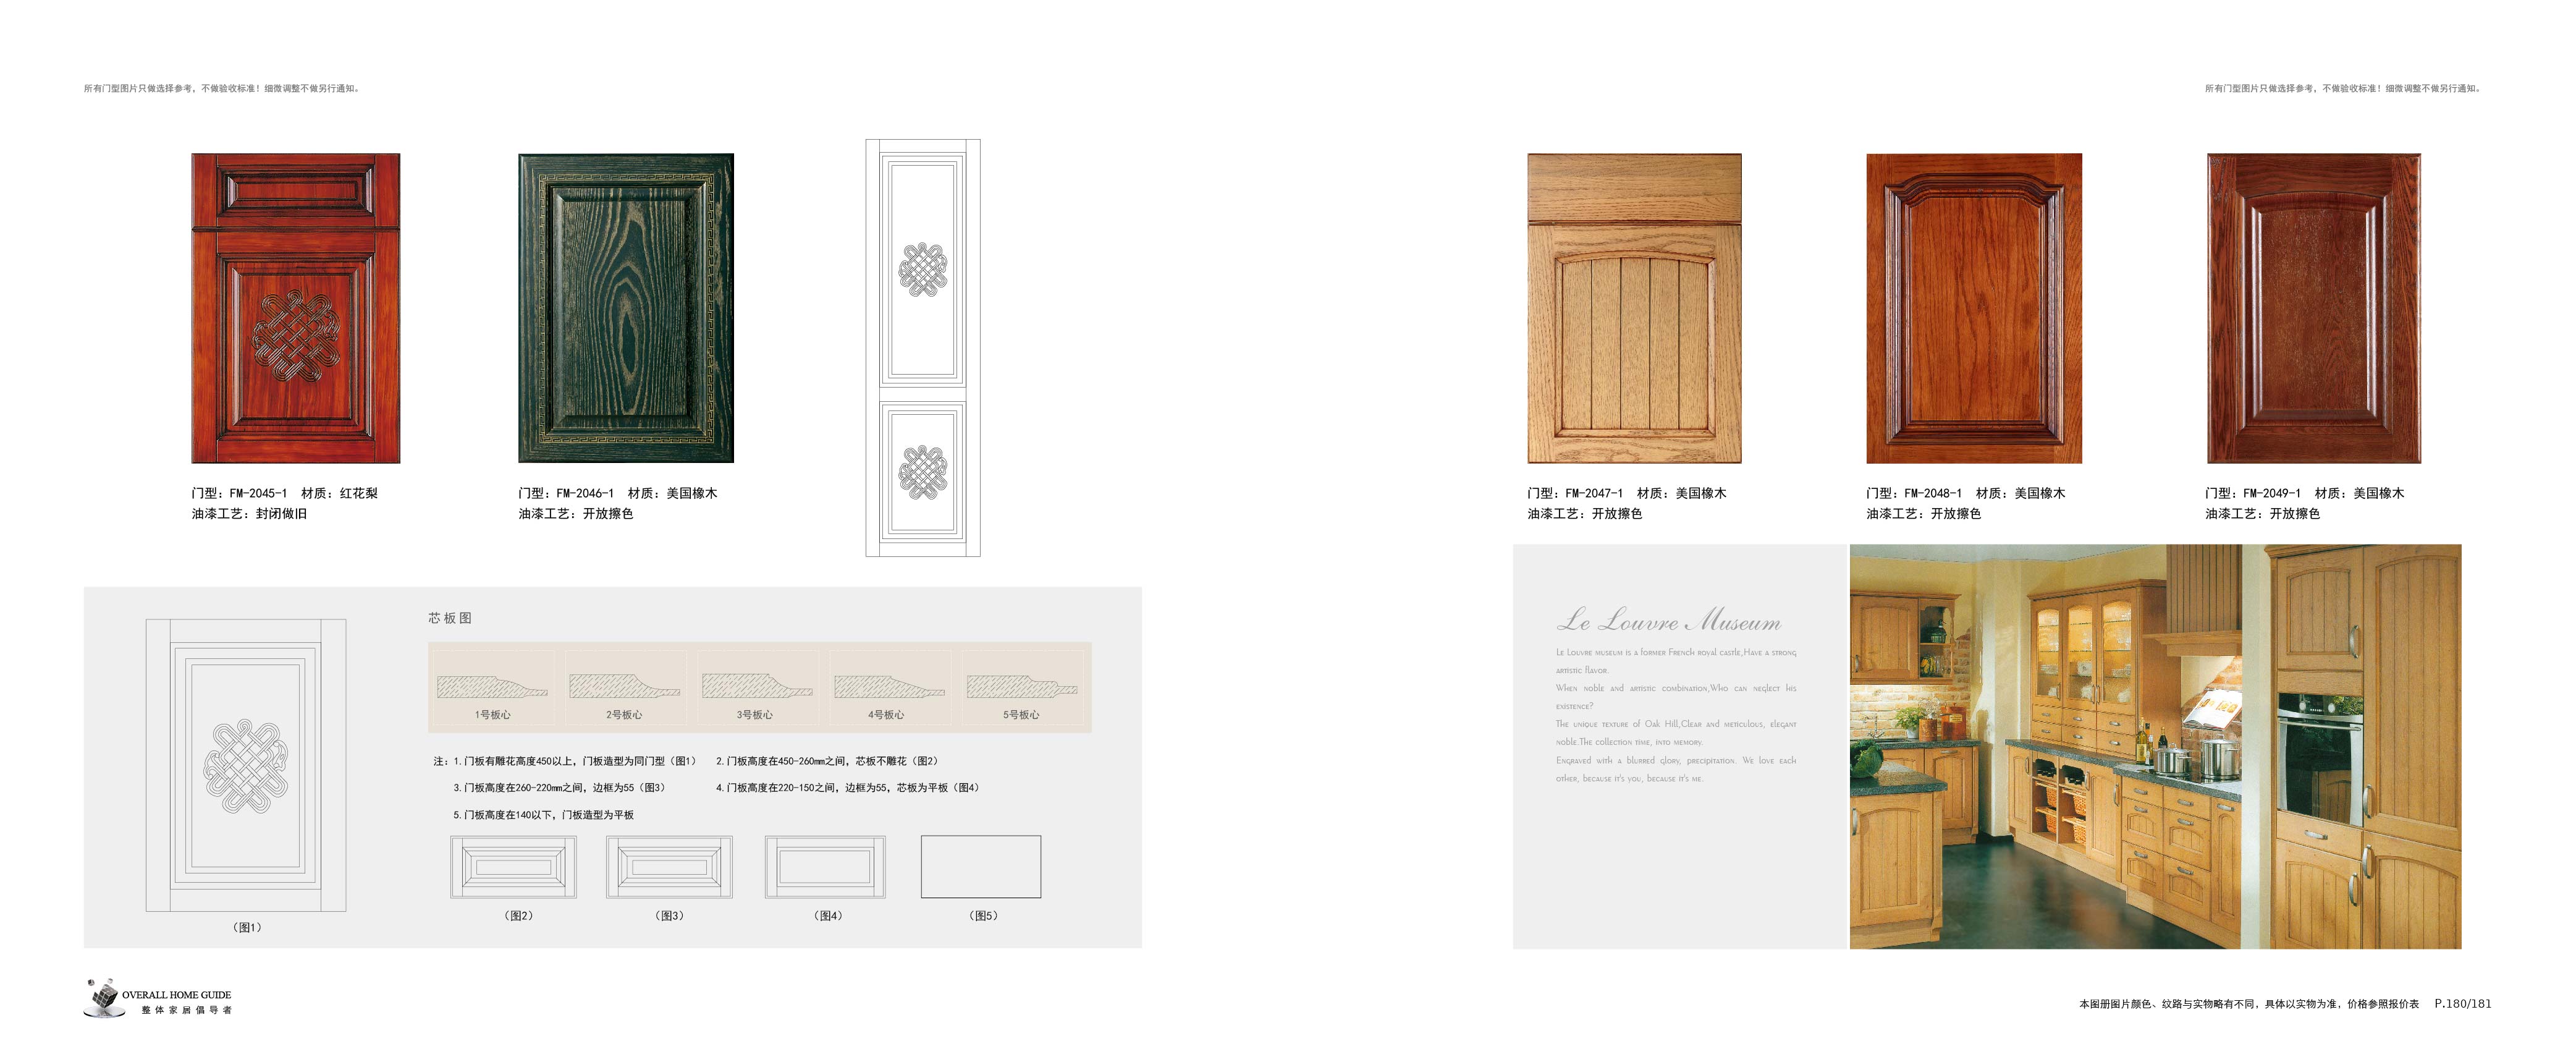 所有门型图片只做选择参考，不做验收标准！细微调整不做另行通知。
所有门型图片只做选择参考，不做验收标准！细微调整不做另行通知。
门型：FM-2045-1 材质：红花梨
油漆工艺：封闭做旧
门型：FM-2046-1 材质：美国橡木
油漆工艺：开放擦色
芯板图
1号板心 2号板心 3号板心 4号板心 5号板心
注：1.门板有雕花高度450以上，门板造型为同门型（图1） 2.门板高度在450-260mm之间，芯板不雕花（图2）
3.门板高度在260-220mm之间，边框为55（图3） 4.门板高度在220-150之间，边框为55，芯板为平板（图4）
5.门板高度在140以下，门板造型为平板
（图1）
（图2） （图3） （图4） （图5）
OVERALL HOME GUIDE
整体家居倡导者
门型：FM-2047-1 材质：美国橡木
油漆工艺：开放擦色
门型：FM-2048-1 材质：美国橡木
油漆工艺：开放擦色
门型：FM-2049-1 材质：美国橡木
油漆工艺：开放擦色
Le Louvre Museum
Le Louvre museum is a former French royal castle,Have a strong
artistic flavor.
When noble and artistic combination,Who can neglect his
existence?
The unique texture of Oak Hill,Clear and meticulous, elegant
noble.The collection time, into memory.
Engraved with a blurred glory, precipitation. We love each
other, because it's you, because it's me.
本图册图片颜色、纹路与实物略有不同，具体以实物为准，价格参照报价表 P.180/181